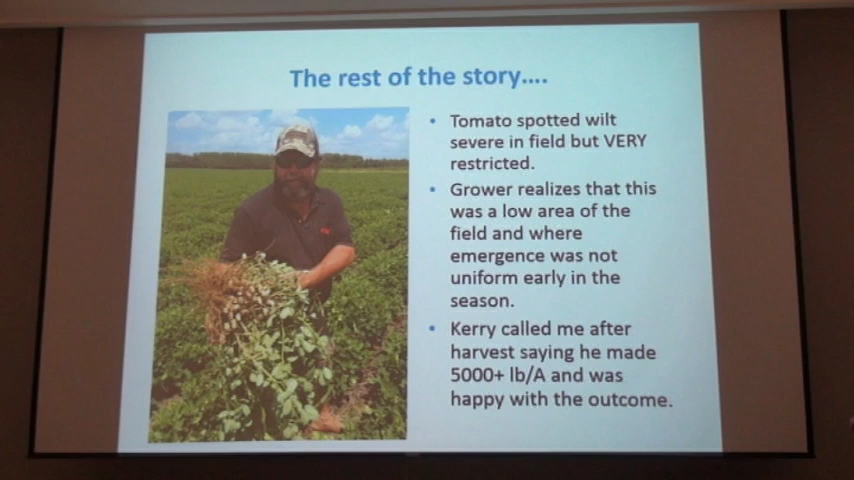 The rest of the story....
• Tomato spotted wilt
severe in field but VERY
restricted.
• Grower realizes that this
was a low area of the
field and where
emergence was not
uniform early in the
season.
• Kerry called me after
harvest saying he made
5000+ lb/A and was
happy with the outcome.